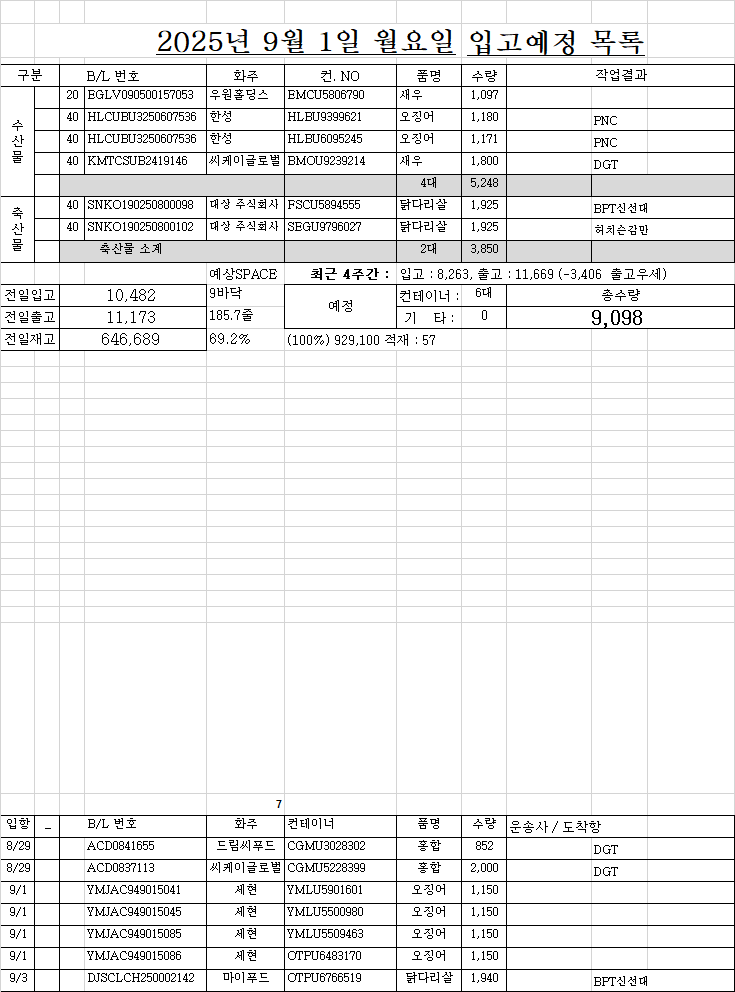 2025년 9월 1일 월요일 입고예정 목록
구분 B/L 번호 화주 컨. NO 품명 수량 작업결과
수산물
20 EGLV090500157053 우원홀딩스 EMCU5806790 새우 1,097
40 HLCUBU3250607536 한성 HLBU9399621 오징어 1,180 PNC
40 HLCUBU3250607536 한성 HLBU6095245 오징어 1,171 PNC
40 KMTCSUB2419146 씨케이글로벌 BMOU9239214 새우 1,800 DGT
4대 5,248
축산물
40 SNKO190250800098 대상 주식회사 FSCU5894555 닭다리살 1,925 BPT신선대
40 SNKO190250800102 대상 주식회사 SEGU9796027 닭다리살 1,925 허치슨감만
축산물 소계 2대 3,850
예상SPACE 최근 4주간 : 입고 : 8,263, 출고 : 11,669 (-3,406 출고우세)
전일입고 10,482 9바닥 예정 컨테이너 : 6대 총수량
전일출고 11,173 185.7줄 기 타 : 0 9,098
전일재고 646,689 69.2% (100%) 929,100 적재 : 57
7
입항 _ B/L 번호 화주 컨테이너 품명 수량 운송사 / 도착항
8/29 ACD0841655 드림씨푸드 CGMU3028302 홍합 852 DGT
8/29 ACD0837113 씨케이글로벌 CGMU5228399 홍합 2,000 DGT
9/1 YMJAC949015041 세현 YMLU5901601 오징어 1,150
9/1 YMJAC949015045 세현 YMLU5500980 오징어 1,150
9/1 YMJAC949015085 세현 YMLU5509463 오징어 1,150
9/1 YMJAC949015086 세현 OTPU6483170 오징어 1,150
9/3 DJSCLCH250002142 마이푸드 OTPU6766519 닭다리살 1,940 BPT신선대